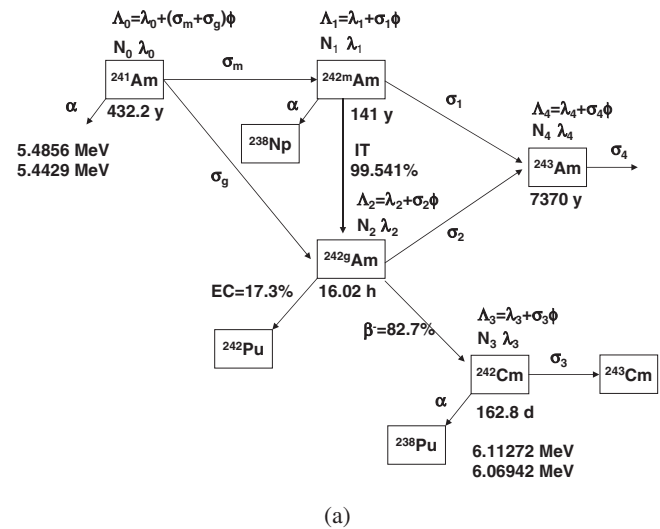 Λ₀=λ₀+(σₘ+σg)ϕ
N₀ λ₀
Λ₁=λ₁+σ₁ϕ
N₁ λ₁
²⁴¹Am
σₘ
²⁴²ᵐAm
α
432.2 y
α
141 y
σ₁
Λ₄=λ₄+σ₄ϕ
N₄ λ₄
5.4856 MeV
5.4429 MeV
²³⁸Np
IT
99.541%
²⁴³Am
σ₄
σg
7370 y
Λ₂=λ₂+σ₂ϕ
N₂ λ₂
σ₂
²⁴²ᵍAm
EC=17.3%
16.02 h
β⁻=82.7%
Λ₃=λ₃+σ₃ϕ
N₃ λ₃
²⁴²Pu
²⁴²Cm
σ₃
²⁴³Cm
α
162.8 d
²³⁸Pu
6.11272 MeV
6.06942 MeV
(a)